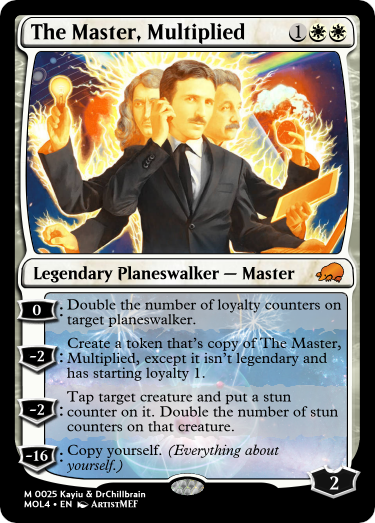 The Master, Multiplied 1
Legendary Planeswalker — Master
0 : Double the number of loyalty counters on
target planeswalker.
-2 : Create a token that's copy of The Master,
Multiplied, except it isn't legendary and
has starting loyalty 1.
-2 : Tap target creature and put a stun
counter on it. Double the number of stun
counters on that creature.
-16 : Copy yourself. (Everything about
yourself.)
2
M 0025 Kayiu & DrChillbrain
MOL4 • EN ArtistMEF